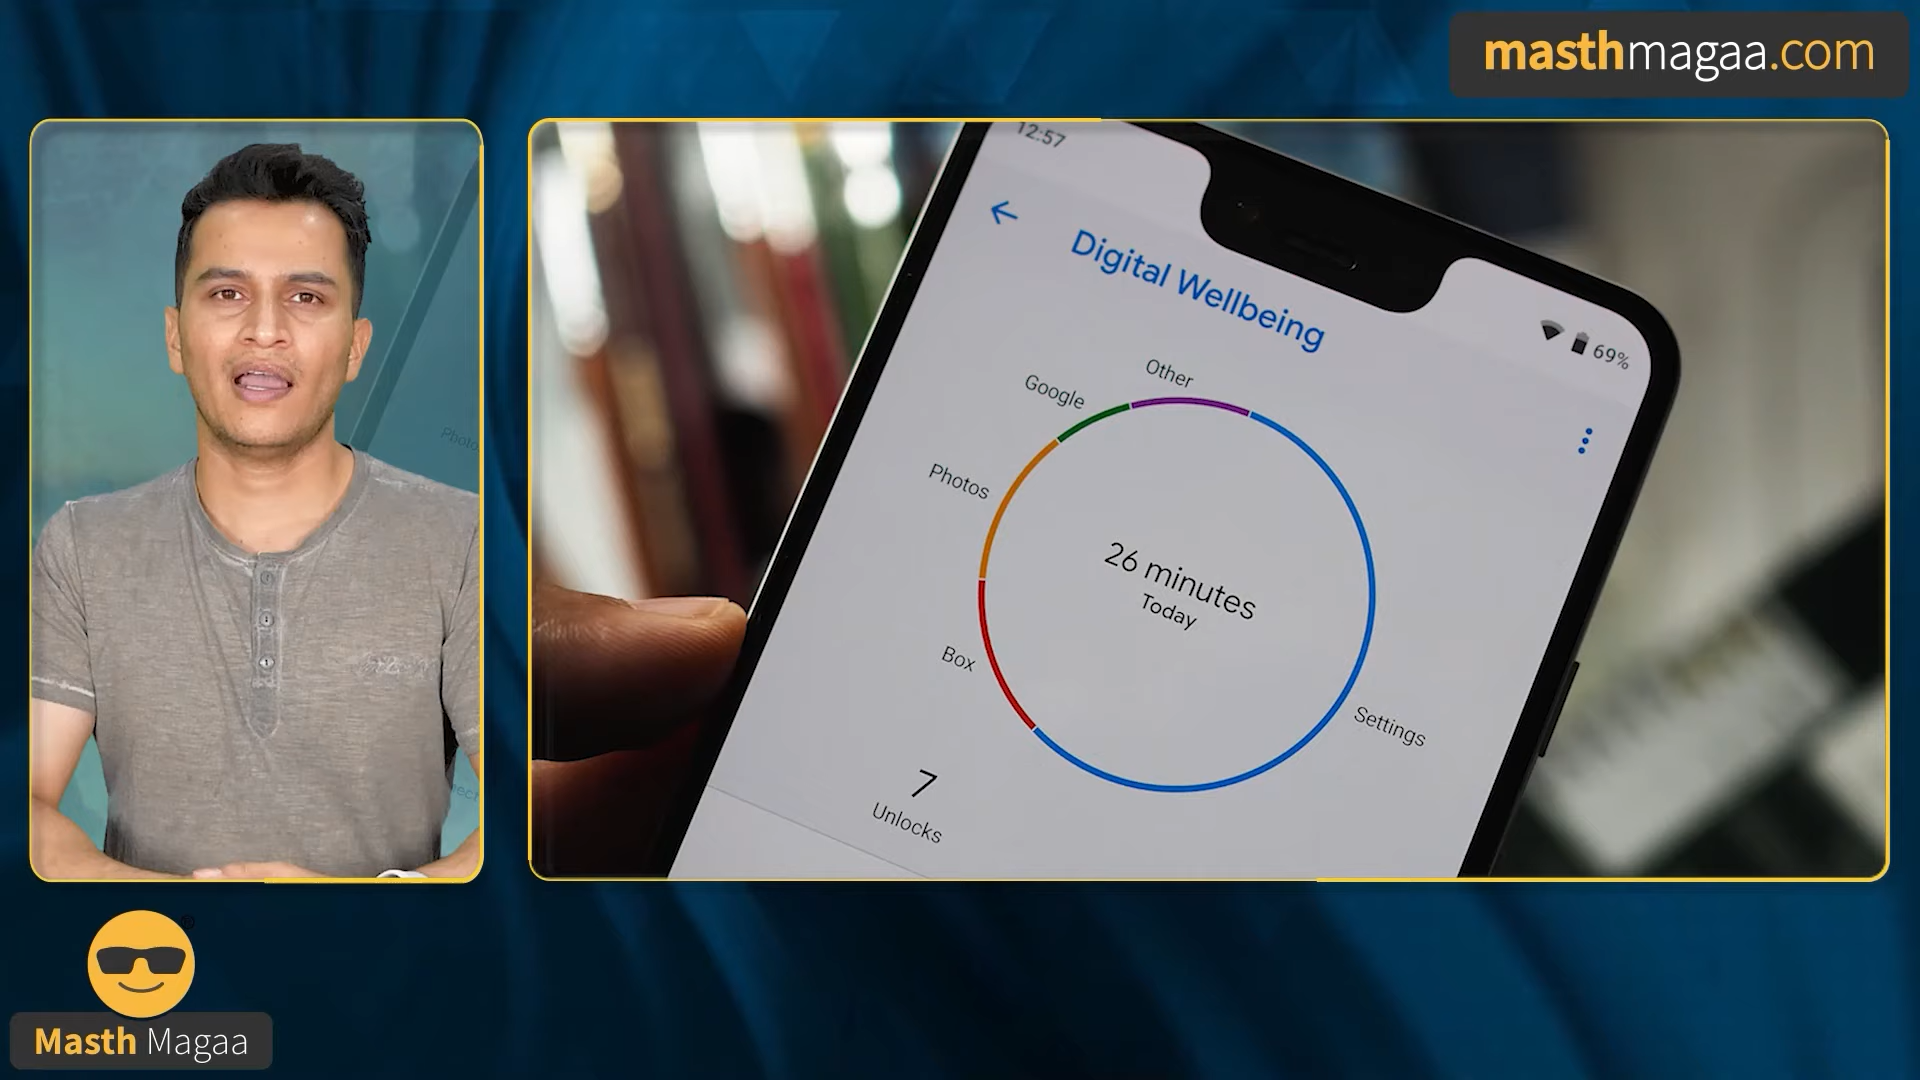 masthmagaa.com
12:57
Digital Wellbeing
69%
Other
Google
Photos
26 minutes
Today
Box
Settings
7
Unlocks
Photo
Masth Magaa